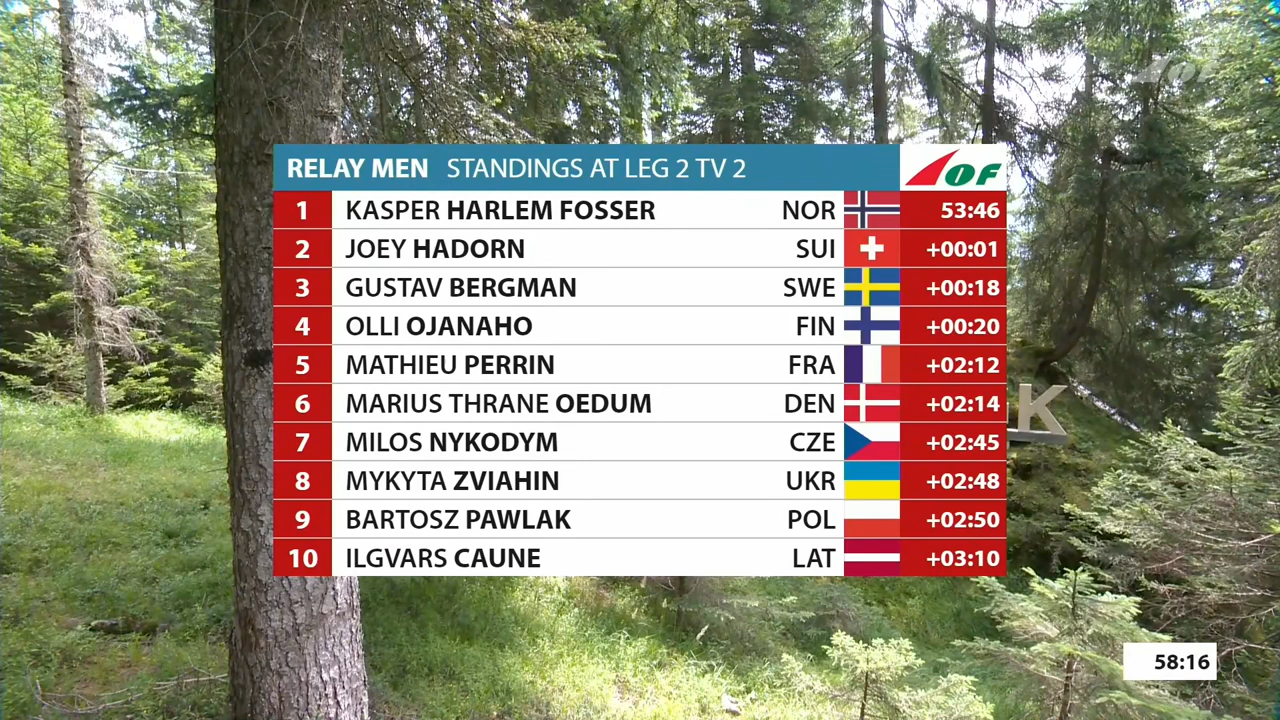 RELAY MEN STANDINGS AT LEG 2 TV 2 IOF
1 KASPER HARLEM FOSSER NOR 53:46
2 JOEY HADORN SUI +00:01
3 GUSTAV BERGMAN SWE +00:18
4 OLLI OJANAHO FIN +00:20
5 MATHIEU PERRIN FRA +02:12
6 MARIUS THRANE OEDUM DEN +02:14
K
7 MILOS NYKODYM CZE +02:45
8 MYKYTA ZVIAHIN UKR +02:48
9 BARTOSZ PAWLAK POL +02:50
10 ILGVARS CAUNE LAT +03:10
58:16